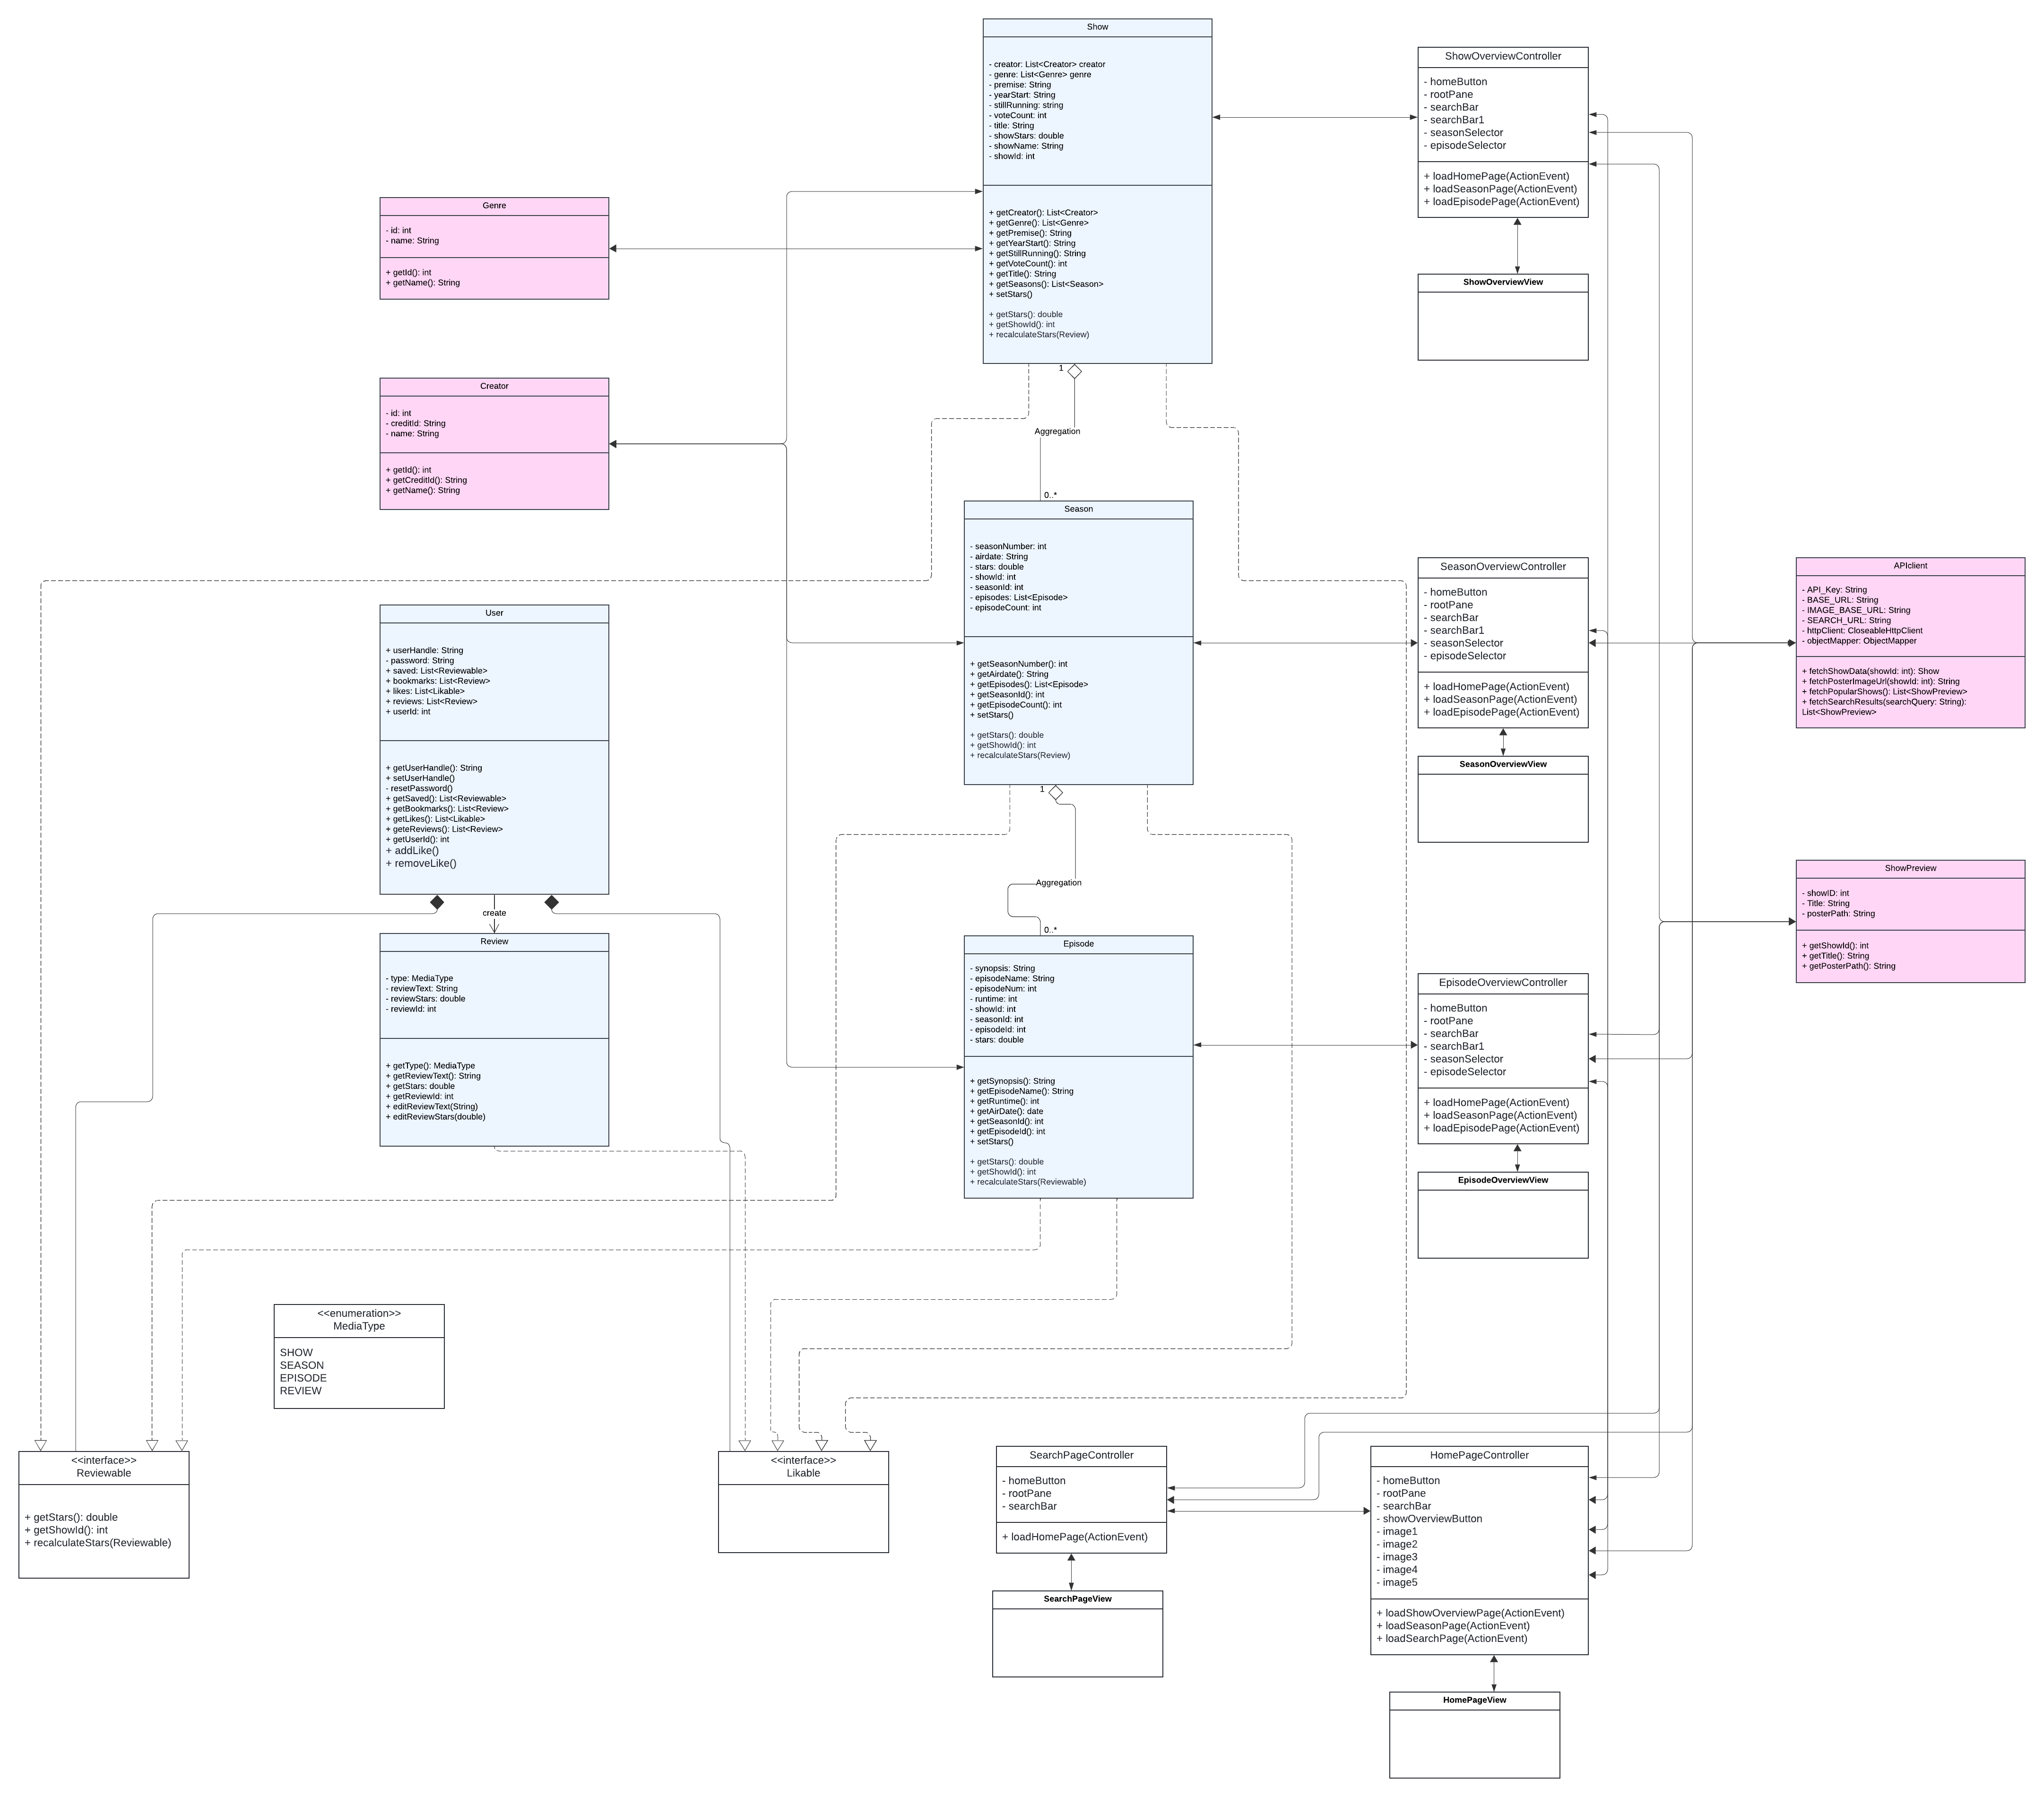 Show
- creator: List<Creator> creator
- genre: List<Genre> genre
- premise: String
- yearStart: String
- stillRunning: string
- voteCount: int
- title: String
- showStars: double
- showName: String
- showId: int
+ getCreator(): List<Creator>
+ getGenre(): List<Genre>
+ getPremise(): String
+ getYearStart(): String
+ getStillRunning(): String
+ getVoteCount(): int
+ getTitle(): String
+ getSeasons(): List<Season>
+ setStars()
+ getStars(): double
+ getShowId(): int
+ recalculateStars(Review)
ShowOverviewController
- homeButton
- rootPane
- searchBar
- searchBar1
- seasonSelector
- episodeSelector
+ loadHomePage(ActionEvent)
+ loadSeasonPage(ActionEvent)
+ loadEpisodePage(ActionEvent)
ShowOverviewView
Genre
- id: int
- name: String
+ getId(): int
+ getName(): String
Creator
- id: int
- creditId: String
- name: String
+ getId(): int
+ getCreditId(): String
+ getName(): String
1
Aggregation
0..*
Season
- seasonNumber: int
- airdate: String
- stars: double
- showId: int
- seasonId: int
- episodes: List<Episode>
- episodeCount: int
+ getSeasonNumber(): int
+ getAirdate(): String
+ getEpisodes(): List<Episode>
+ getSeasonId(): int
+ getEpisodeCount(): int
+ setStars()
+ getStars(): double
+ getShowId(): int
+ recalculateStars(Review)
SeasonOverviewController
- homeButton
- rootPane
- searchBar
- searchBar1
- seasonSelector
- episodeSelector
+ loadHomePage(ActionEvent)
+ loadSeasonPage(ActionEvent)
+ loadEpisodePage(ActionEvent)
SeasonOverviewView
APIclient
- API_Key: String
- BASE_URL: String
- IMAGE_BASE_URL: String
- SEARCH_URL: String
- httpClient: CloseableHttpClient
- objectMapper: ObjectMapper
+ fetchShowData(showId: int): Show
+ fetchPosterImageUrl(showId: int): String
+ fetchPopularShows(): List<ShowPreview>
+ fetchSearchResults(searchQuery: String):
List<ShowPreview>
User
+ userHandle: String
- password: String
+ saved: List<Reviewable>
+ bookmarks: List<Review>
+ likes: List<Likable>
+ reviews: List<Review>
+ userId: int
+ getUserHandle(): String
+ setUserHandle()
- resetPassword()
+ getSaved(): List<Reviewable>
+ getBookmarks(): List<Review>
+ getLikes(): List<Likable>
+ geteReviews(): List<Review>
+ getUserId(): int
+ addLike()
+ removeLike()
create
Review
- type: MediaType
- reviewText: String
- reviewStars: double
- reviewId: int
+ getType(): MediaType
+ getReviewText(): String
+ getStars: double
+ getReviewId: int
+ editReviewText(String)
+ editReviewStars(double)
1
Aggregation
0..*
Episode
- synopsis: String
- episodeName: String
- episodeNum: int
- runtime: int
- showId: int
- seasonId: int
- episodeId: int
- stars: double
+ getSynopsis(): String
+ getEpisodeName(): String
+ getRuntime(): int
+ getAirDate(): date
+ getSeasonId(): int
+ getEpisodeId(): int
+ setStars()
+ getStars(): double
+ getShowId(): int
+ recalculateStars(Reviewable)
ShowPreview
- showID: int
- Title: String
- posterPath: String
+ getShowId(): int
+ getTitle(): String
+ getPosterPath(): String
EpisodeOverviewController
- homeButton
- rootPane
- searchBar
- searchBar1
- seasonSelector
- episodeSelector
+ loadHomePage(ActionEvent)
+ loadSeasonPage(ActionEvent)
+ loadEpisodePage(ActionEvent)
EpisodeOverviewView
<<enumeration>>
MediaType
SHOW
SEASON
EPISODE
REVIEW
<<interface>>
Reviewable
+ getStars(): double
+ getShowId(): int
+ recalculateStars(Reviewable)
<<interface>>
Likable
SearchPageController
- homeButton
- rootPane
- searchBar
+ loadHomePage(ActionEvent)
SearchPageView
HomePageController
- homeButton
- rootPane
- searchBar
- showOverviewButton
- image1
- image2
- image3
- image4
- image5
+ loadShowOverviewPage(ActionEvent)
+ loadSeasonPage(ActionEvent)
+ loadSearchPage(ActionEvent)
HomePageView